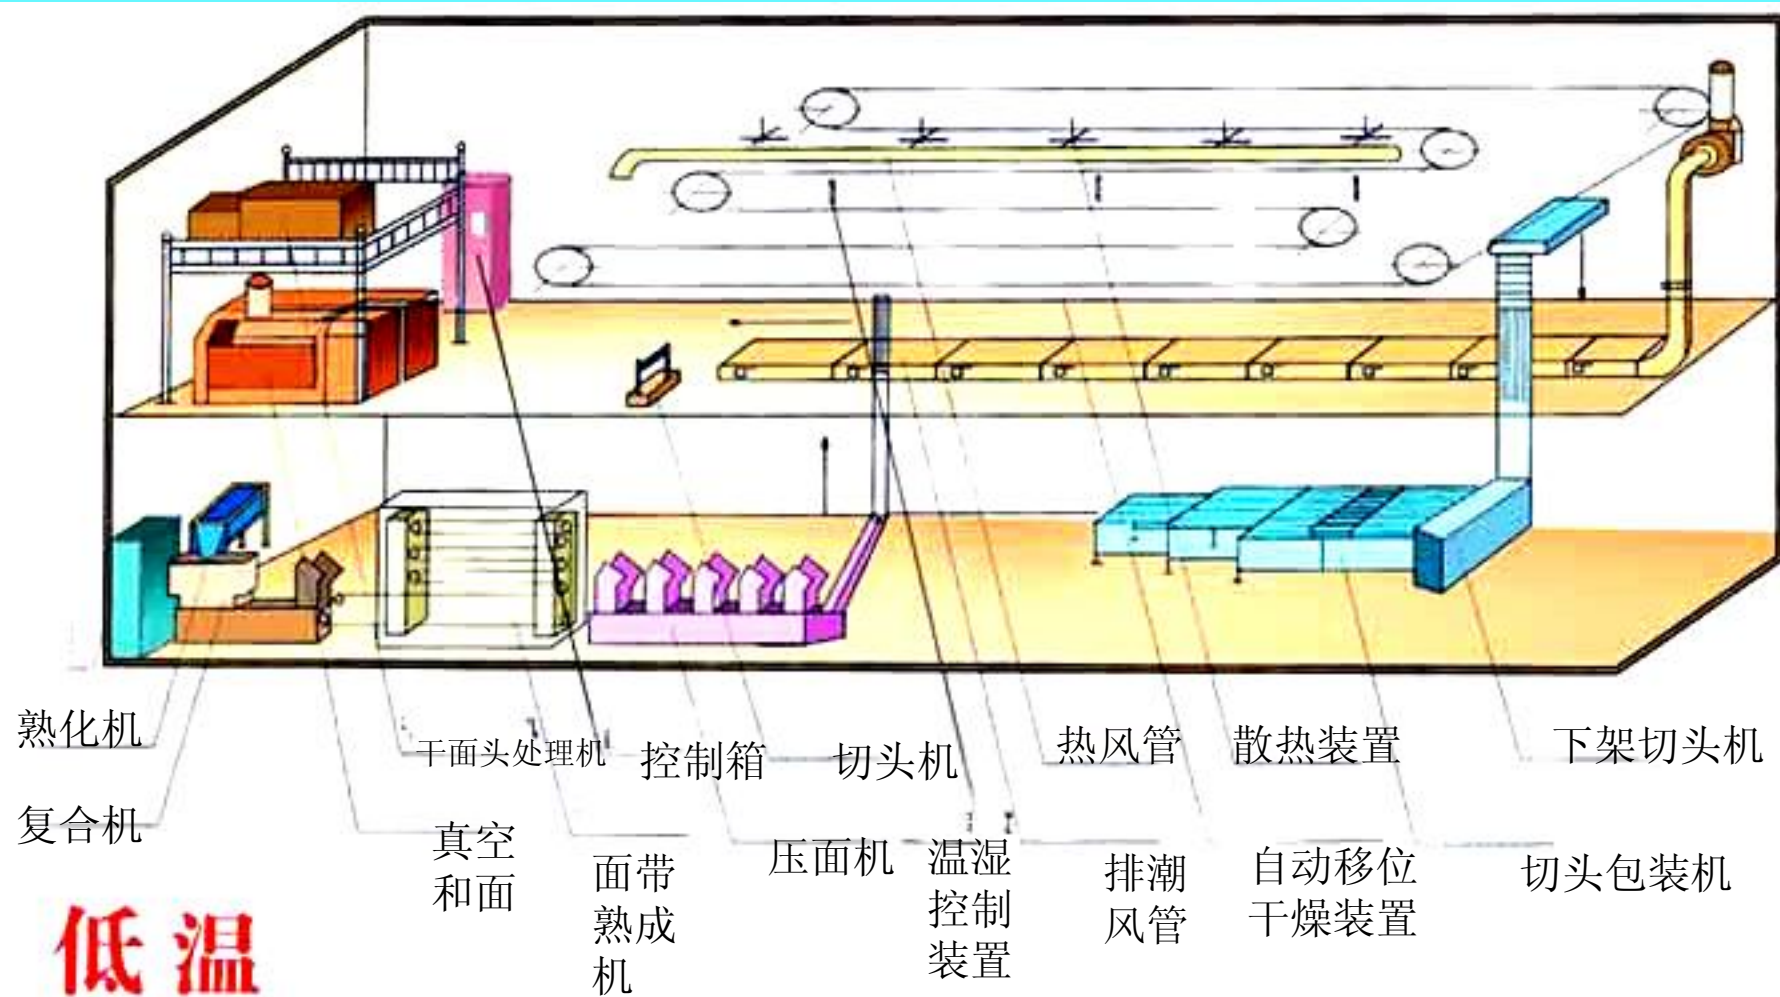 熟化机
干面头处理机
控制箱
切头机
热风管
散热装置
下架切头机
复合机
真空
和面
面带
熟成
机
压面机
温湿
控制
装置
排潮
风管
自动移位
干燥装置
切头包装机
低温